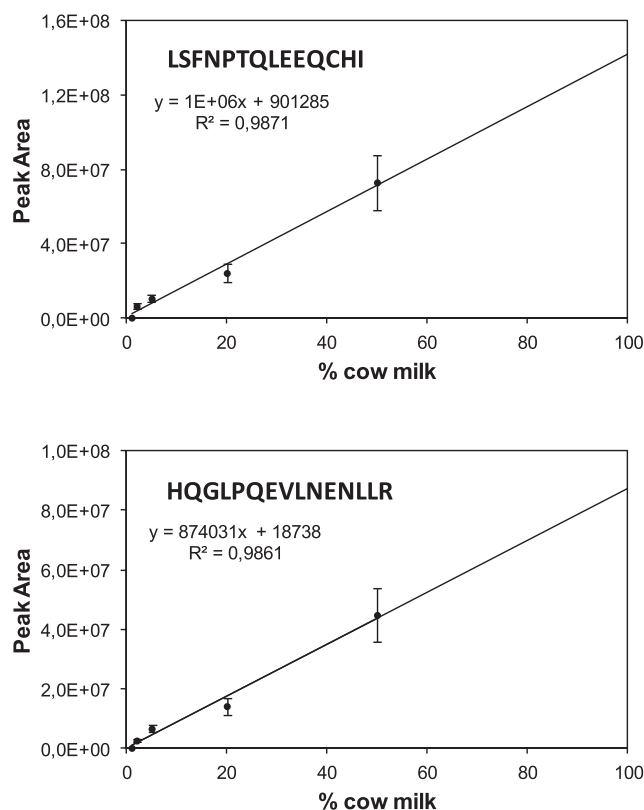 1,6E+08
LSFNPTQLEEQCHI
1,2E+08
y = 1E+06x + 901285
R² = 0,9871
Peak Area
8,0E+07
4,0E+07
0,0E+00
0 20 40 60 80 100
% cow milk
1,0E+08
HQGLPQEVLNENLLR
8,0E+07
y = 874031x + 18738
R² = 0,9861
6,0E+07
Peak Area
4,0E+07
2,0E+07
0,0E+00
0 20 40 60 80 100
% cow milk